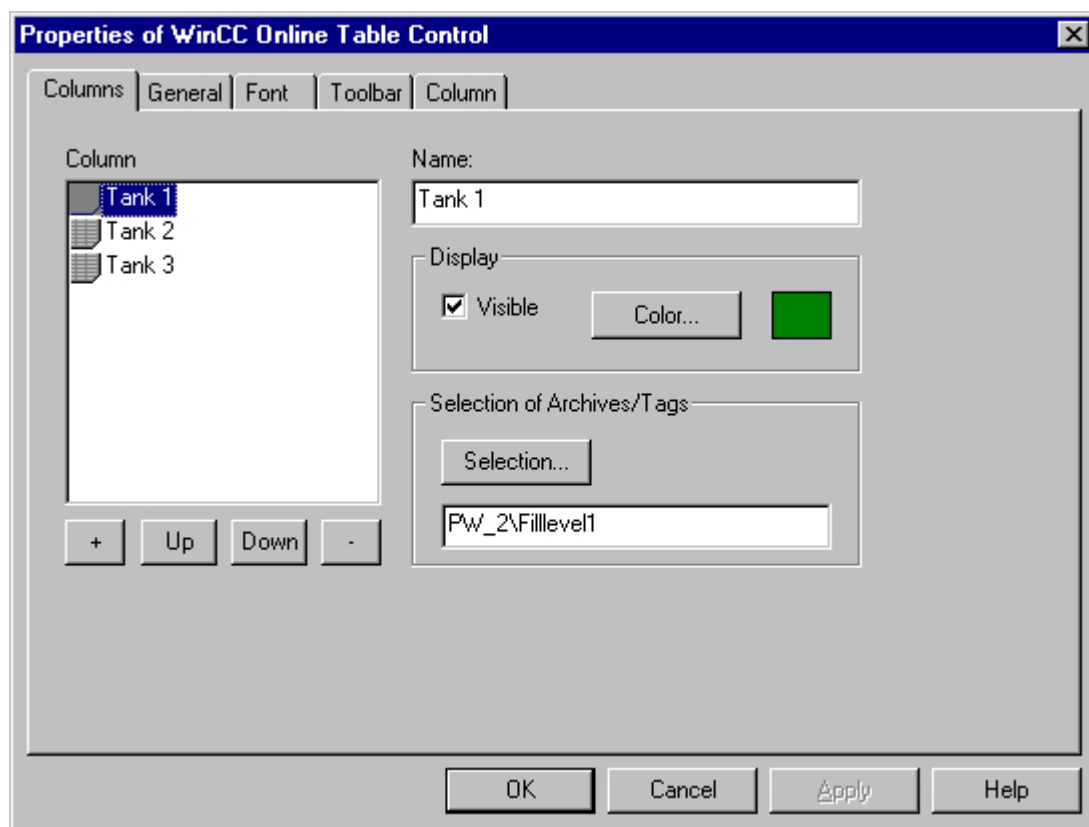 Properties of WinCC Online Table Control
Columns General Font Toolbar Column
Column
Tank 1
Tank 2
Tank 3
+ Up Down -
Name:
Tank 1
Display
Visible Color...
Selection of Archives/Tags
Selection...
PW_2\Filllevel1
OK Cancel Apply Help